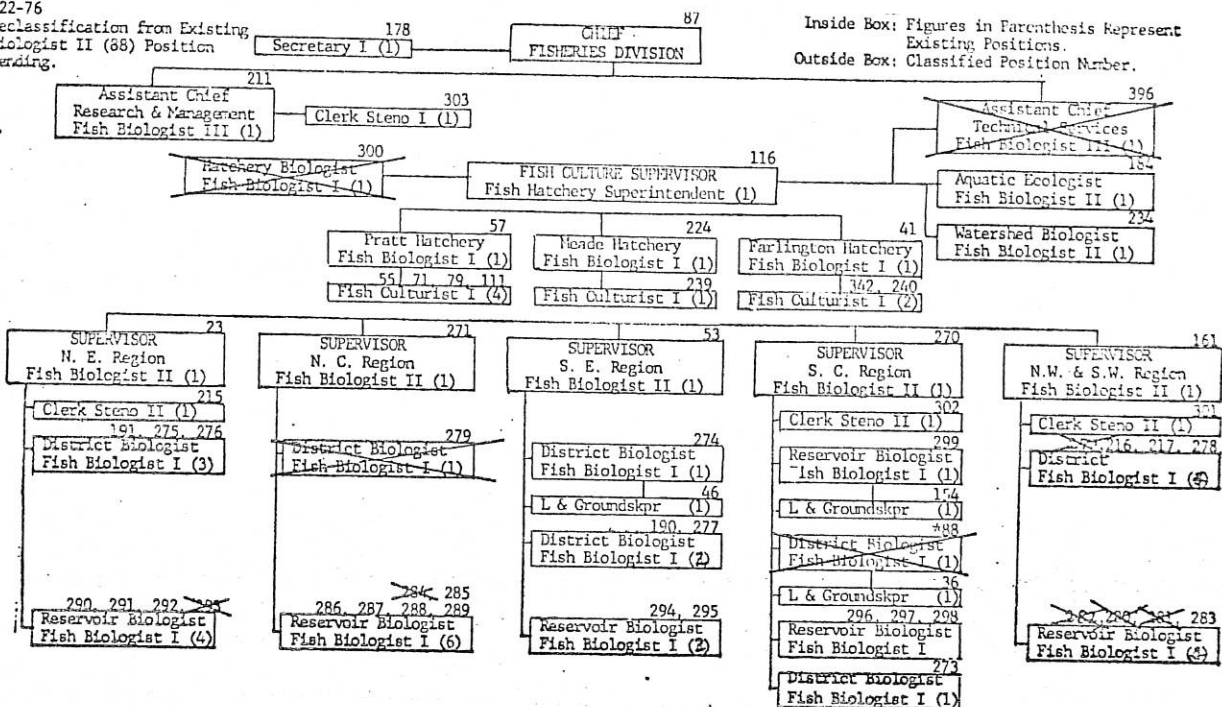 22-76
eclassification from Existing
iologist II (88) Position
ending.
178
Secretary I (1)
87
CHIEF
FISHERIES DIVISION
Inside Box: Figures in Parenthesis Represent
Existing Positions.
Outside Box: Classified Position Number.
211
Assistant Chief
Research & Management
Fish Biologist III (1)
303
Clerk Steno I (1)
396
Assistant Chief
Technical Services
Fish Biologist III (1)
300
Hatchery Biologist
Fish Biologist I (1)
116
FISH CULTURE SUPERVISOR
Fish Hatchery Superintendent (1)
184
Aquatic Ecologist
Fish Biologist II (1)
234
Watershed Biologist
Fish Biologist II (1)
57
Pratt Hatchery
Fish Biologist I (1)
55, 71, 79, 111
Fish Culturist I (4)
224
Meade Hatchery
Fish Biologist I (1)
239
Fish Culturist I (1)
41
Farlington Hatchery
Fish Biologist I (1)
342, 240
Fish Culturist I (2)
23
SUPERVISOR
N. E. Region
Fish Biologist II (1)
215
Clerk Steno II (1)
191, 275, 276
District Biologist
Fish Biologist I (3)
290, 291, 292, 293
Reservoir Biologist
Fish Biologist I (4)
271
SUPERVISOR
N. C. Region
Fish Biologist II (1)
279
District Biologist
Fish Biologist I (1)
284, 285
286, 287, 288, 289
Reservoir Biologist
Fish Biologist I (6)
53
SUPERVISOR
S. E. Region
Fish Biologist II (1)
274
District Biologist
Fish Biologist I (1)
46
L & Groundskpr (1)
190, 277
District Biologist
Fish Biologist I (2)
294, 295
Reservoir Biologist
Fish Biologist I (2)
270
SUPERVISOR
S. C. Region
Fish Biologist II (1)
302
Clerk Steno II (1)
299
Reservoir Biologist
Fish Biologist I (1)
154
L & Groundskpr (1)
*88
District Biologist
Fish Biologist I (1)
36
L & Groundskpr (1)
296, 297, 298
Reservoir Biologist
Fish Biologist I
273
District Biologist
Fish Biologist I (1)
161
SUPERVISOR
N.W. & S.W. Region
Fish Biologist II (1)
301
Clerk Steno II (1)
216, 217, 278
District
Fish Biologist I
282, 280, 281, 283
Reservoir Biologist
Fish Biologist I